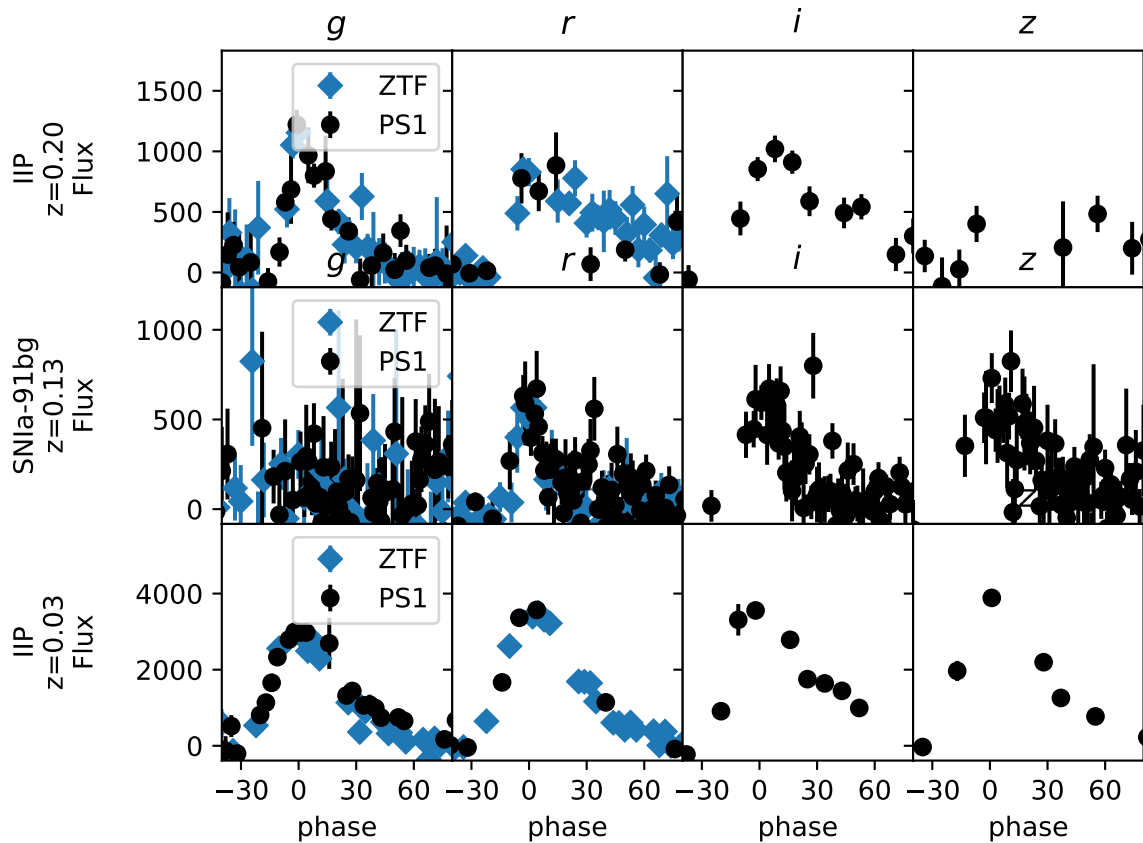 g r i z
IIP
z=0.20
Flux
1500
1000
500
0
ZTF
PS1
g r i z
SNIa-91bg
z=0.13
Flux
1000
500
0
ZTF
PS1
z
IIP
z=0.03
Flux
4000
2000
0
ZTF
PS1
−30 0 30 60 −30 0 30 60 −30 0 30 60 −30 0 30 60
phase phase phase phase